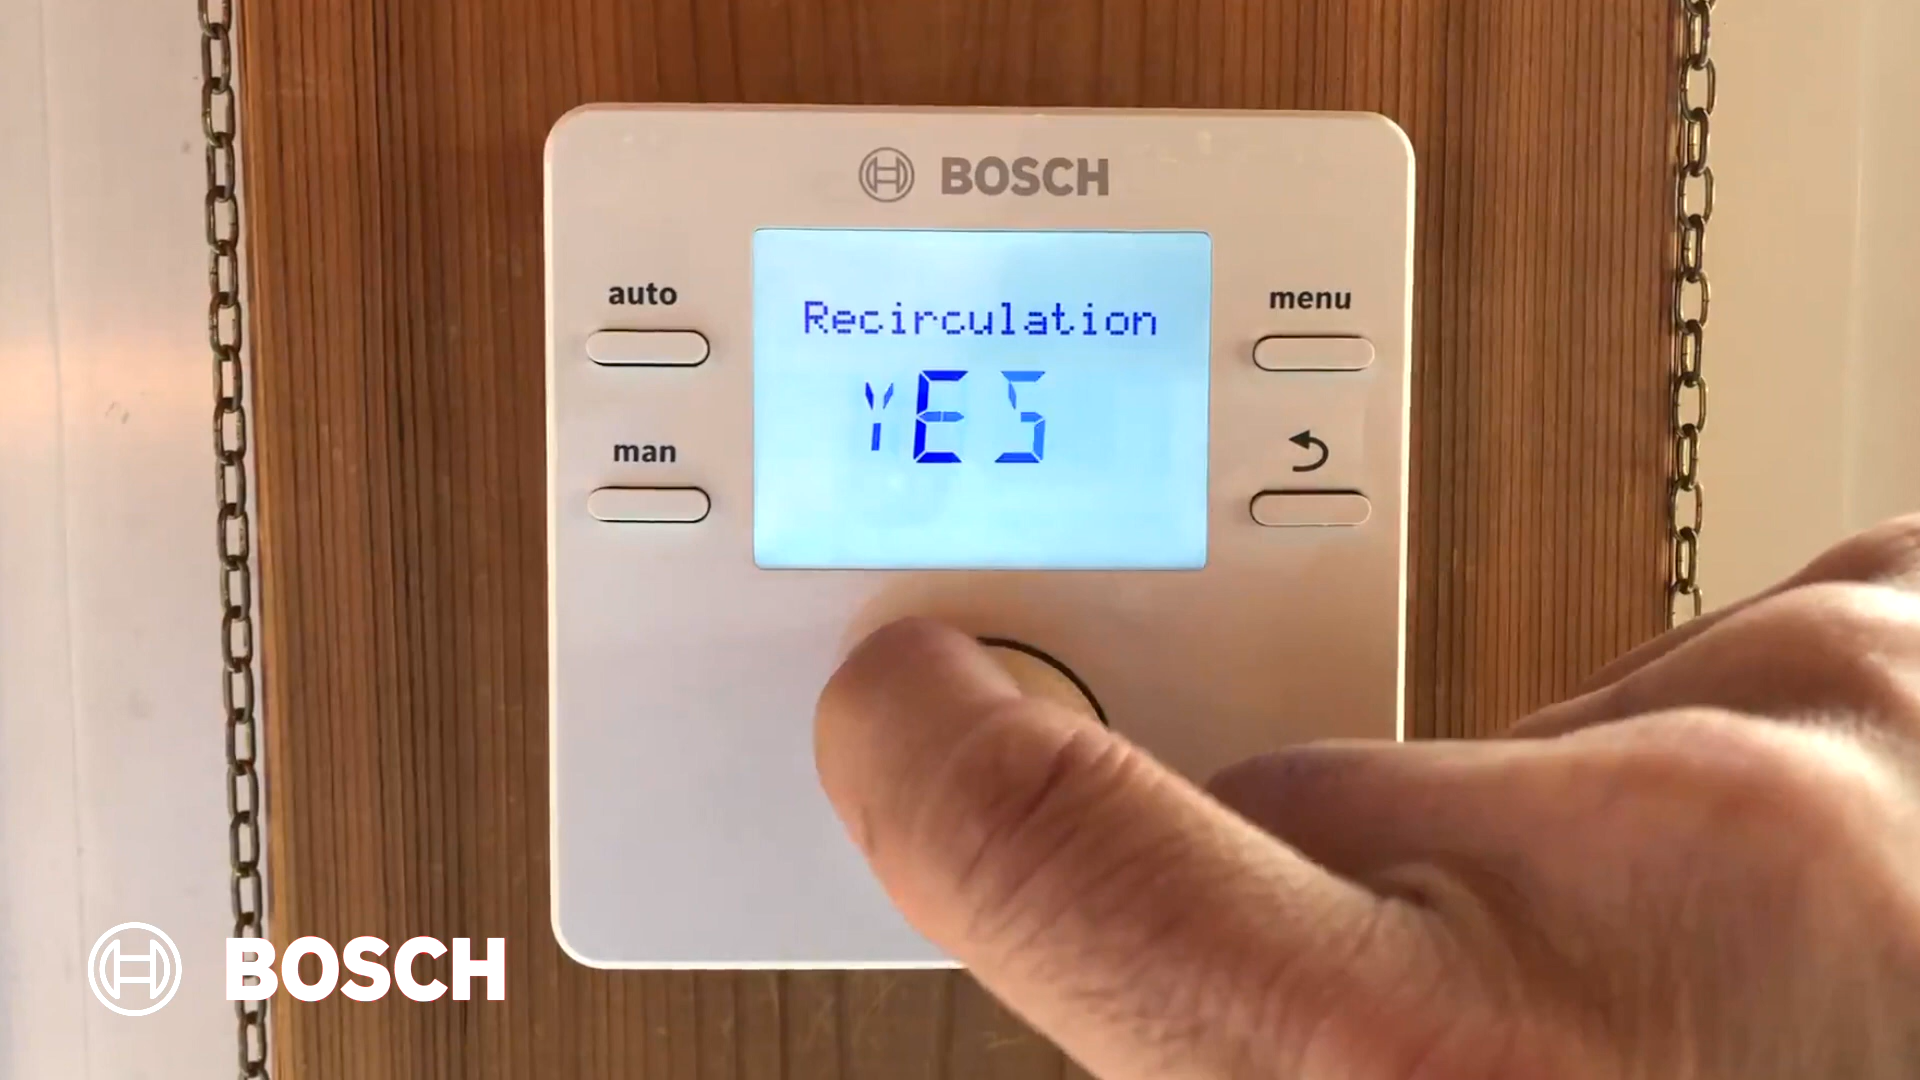 BOSCH
auto
menu
Recirculation
YES
man
BOSCH